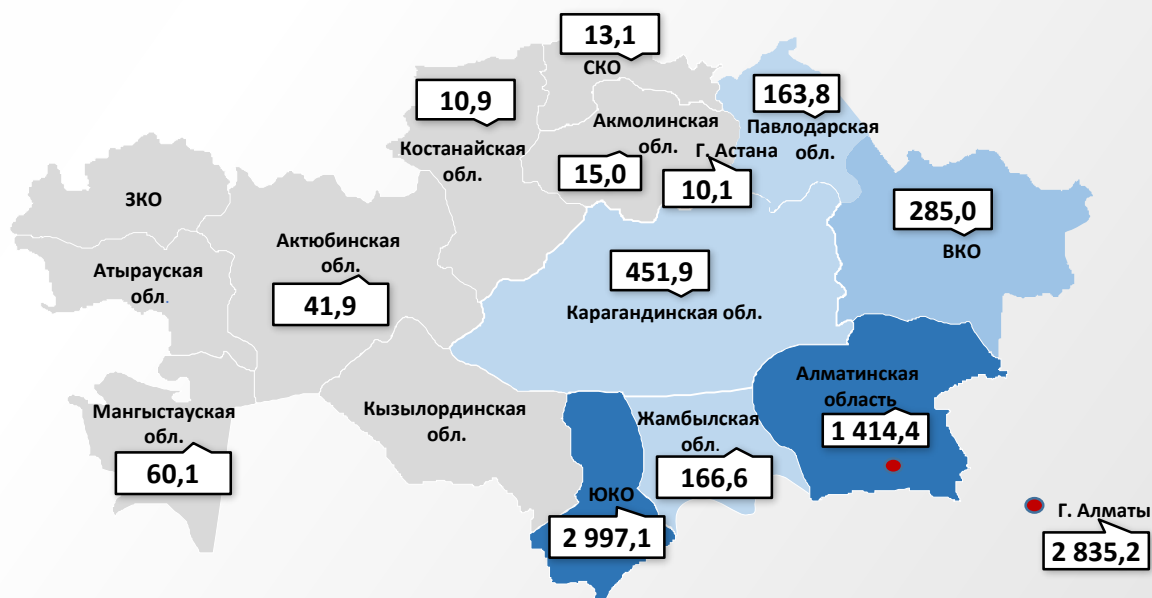 13,1
СКО
10,9
Костанайская
обл.
163,8
Павлодарская
обл.
Акмолинская
обл.
15,0
Г. Астана
10,1
ЗКО
285,0
ВКО
Актюбинская
обл.
41,9
Атырауская
обл.
451,9
Карагандинская обл.
Алматинская
область
1 414,4
Мангыстауская
обл.
60,1
Кызылординская
обл.
Жамбылская
обл.
166,6
ЮКО
2 997,1
Г. Алматы
2 835,2